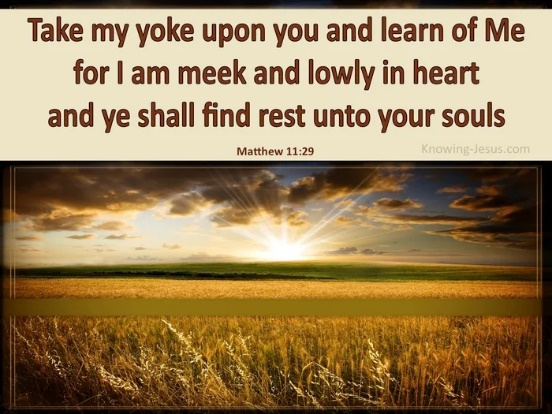 Take my yoke upon you and learn of Me
for I am meek and lowly in heart
and ye shall find rest unto your souls
Matthew 11:29
Knowing-Jesus.com